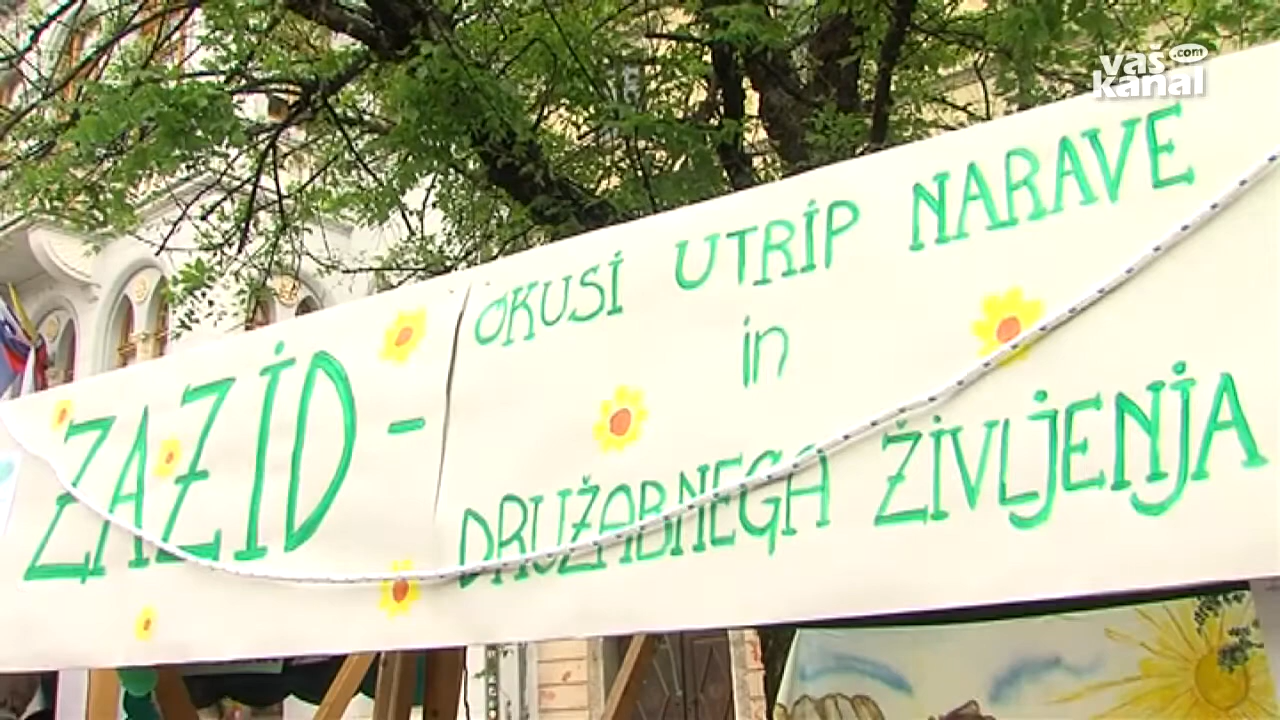 vaš .com
kanal
OKUSI UTRIP NARAVE
in
ZAZID -
DRUŽABNEGA ŽIVLJENJA